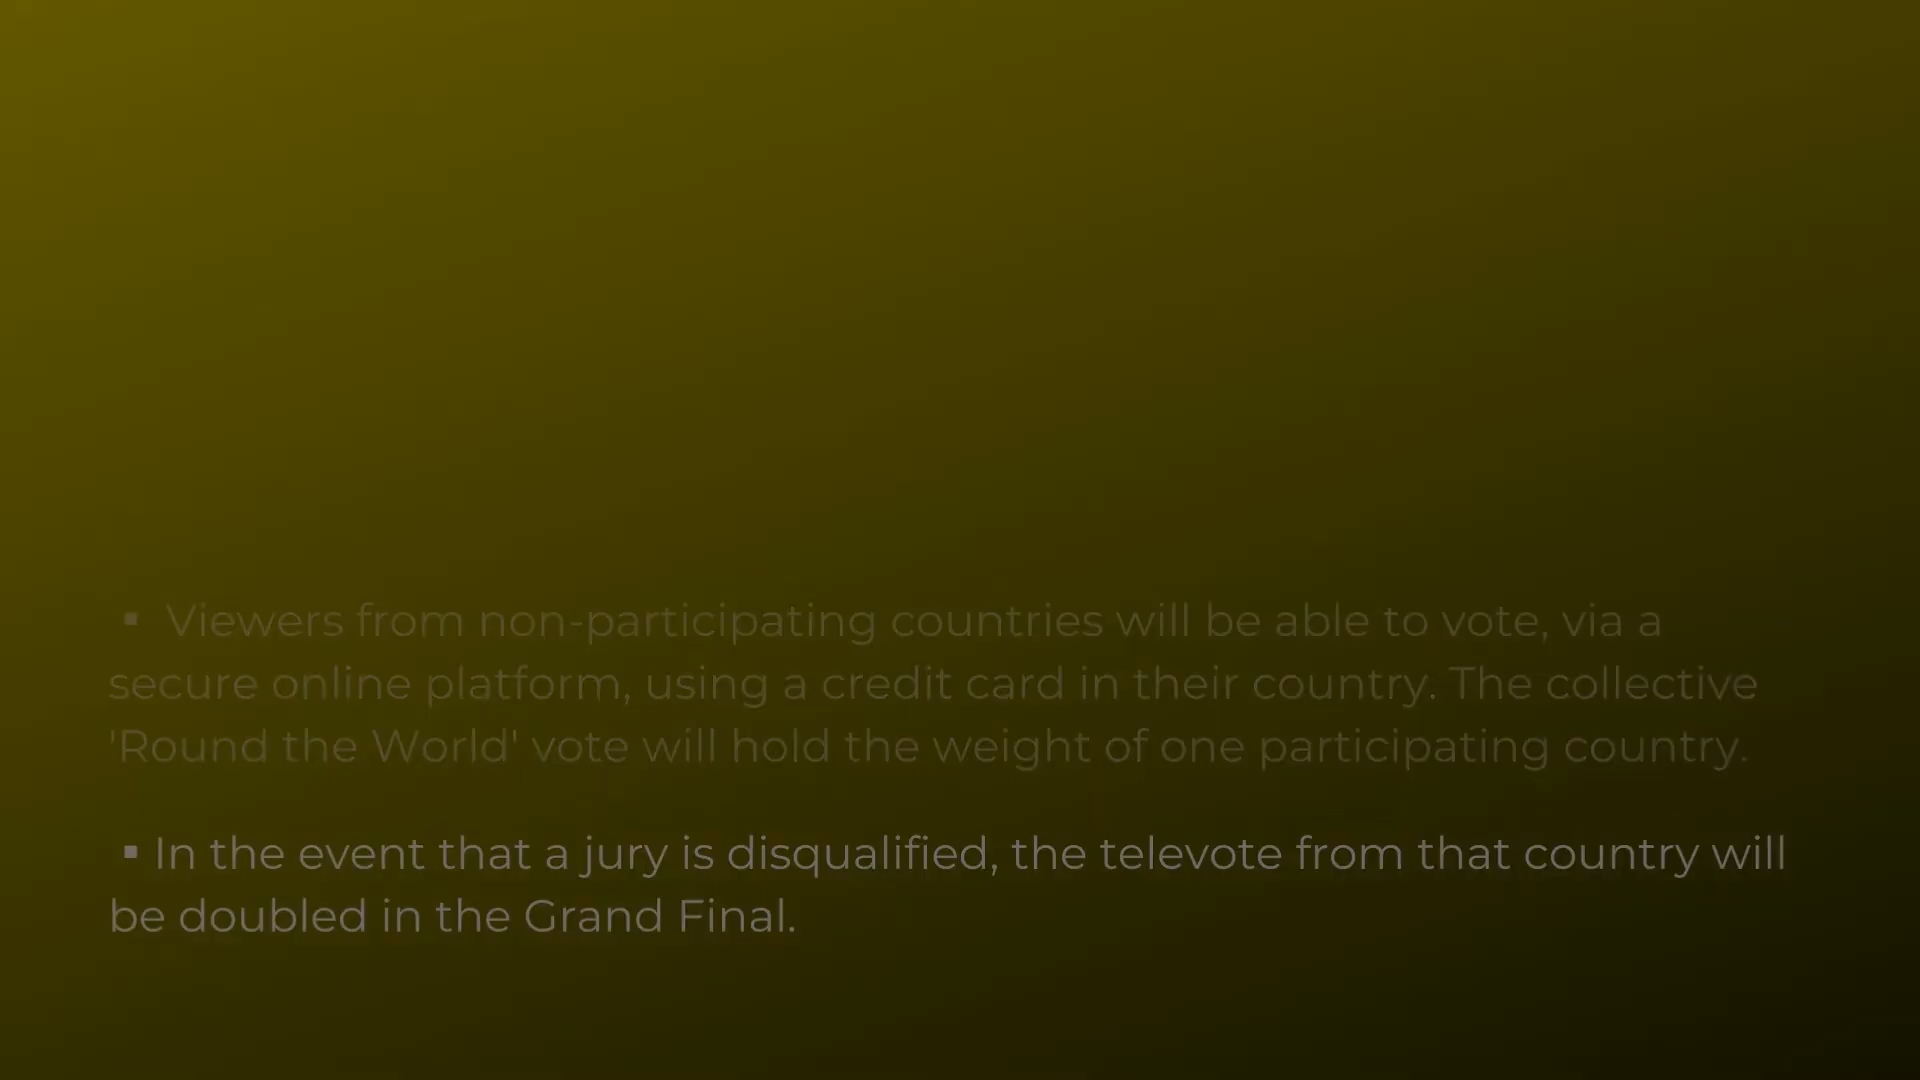 ▪ Viewers from non-participating countries will be able to vote, via a
secure online platform, using a credit card in their country. The collective
'Round the World' vote will hold the weight of one participating country.
▪ In the event that a jury is disqualified, the televote from that country will
be doubled in the Grand Final.